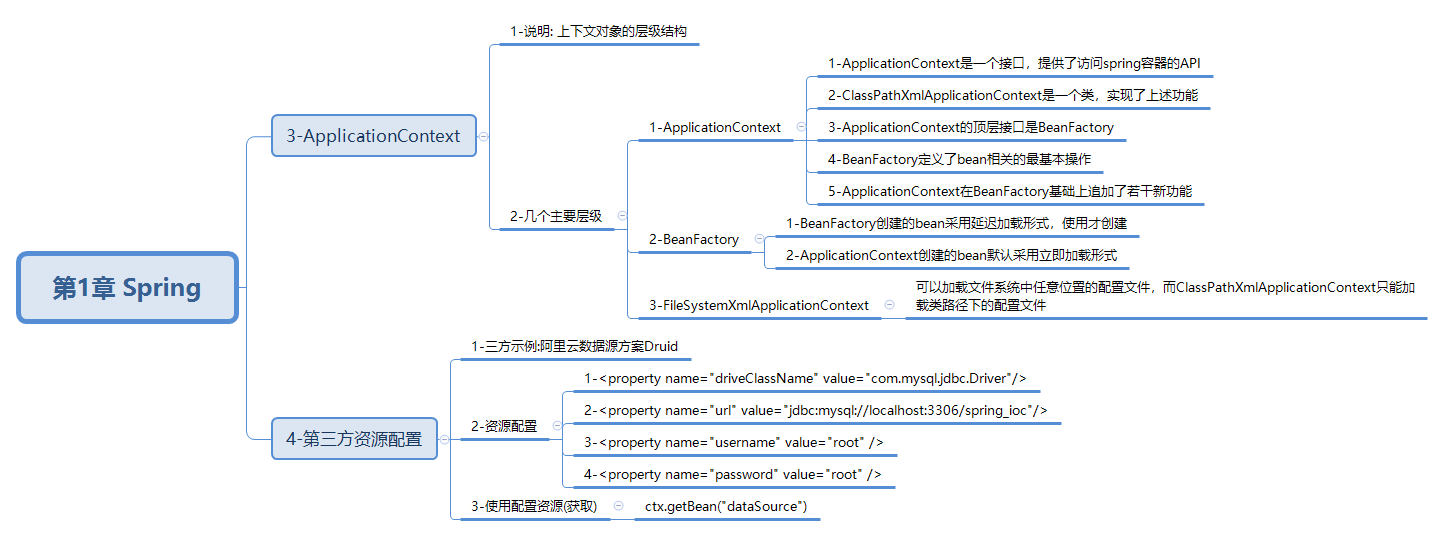 第1章 Spring
3-ApplicationContext
1-说明: 上下文对象的层级结构
2-几个主要层级
1-ApplicationContext
1-ApplicationContext是一个接口，提供了访问spring容器的API
2-ClassPathXmlApplicationContext是一个类，实现了上述功能
3-ApplicationContext的顶层接口是BeanFactory
4-BeanFactory定义了bean相关的最基本操作
5-ApplicationContext在BeanFactory基础上追加了若干新功能
2-BeanFactory
1-BeanFactory创建的bean采用延迟加载形式，使用才创建
2-ApplicationContext创建的bean默认采用立即加载形式
3-FileSystemXmlApplicationContext
可以加载文件系统中任意位置的配置文件，而ClassPathXmlApplicationContext只能加
载类路径下的配置文件
4-第三方资源配置
1-三方示例:阿里云数据源方案Druid
2-资源配置
1-<property name="driveClassName" value="com.mysql.jdbc.Driver"/>
2-<property name="url" value="jdbc:mysql://localhost:3306/spring_ioc"/>
3-<property name="username" value="root" />
4-<property name="password" value="root" />
3-使用配置资源(获取)
ctx.getBean("dataSource")